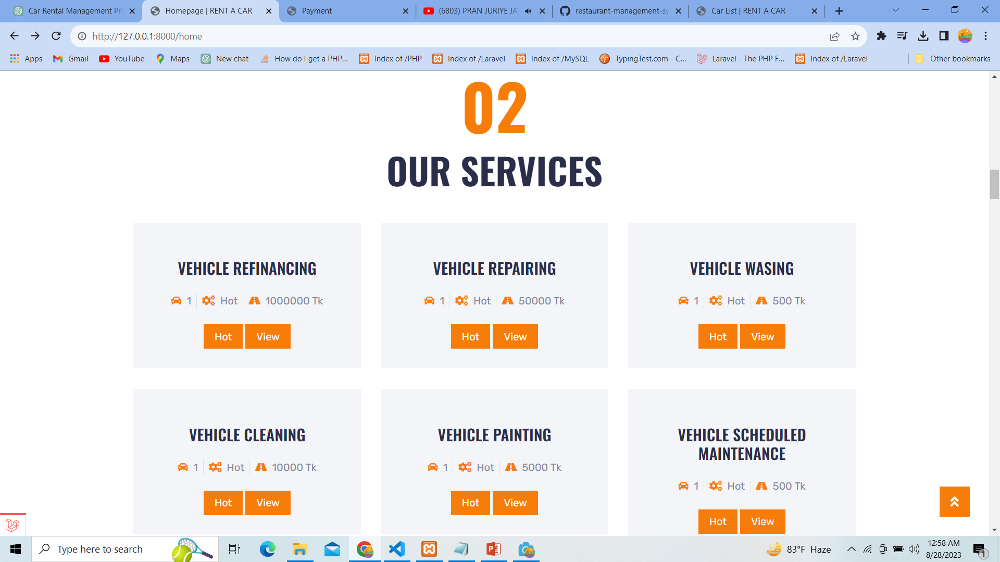 Car Rental Management Pre
Homepage | RENT A CAR
Payment
(6803) PRAN JURIYE JA
restaurant-management-sy
Car List | RENT A CAR
http://127.0.0.1:8000/home
Apps
Gmail
YouTube
Maps
New chat
How do I get a PHP...
Index of /PHP
Index of /Laravel
Index of /MySQL
TypingTest.com - C...
Laravel - The PHP F...
Index of /Laravel
Other bookmarks
02
OUR SERVICES
VEHICLE REFINANCING
1 Hot 1000000 Tk
Hot View
VEHICLE REPAIRING
1 Hot 50000 Tk
Hot View
VEHICLE WASING
1 Hot 500 Tk
Hot View
VEHICLE CLEANING
1 Hot 10000 Tk
Hot View
VEHICLE PAINTING
1 Hot 5000 Tk
Hot View
VEHICLE SCHEDULED
MAINTENANCE
1 Hot 500 Tk
Hot View
Type here to search
83°F Haze
12:58 AM
8/28/2023
1